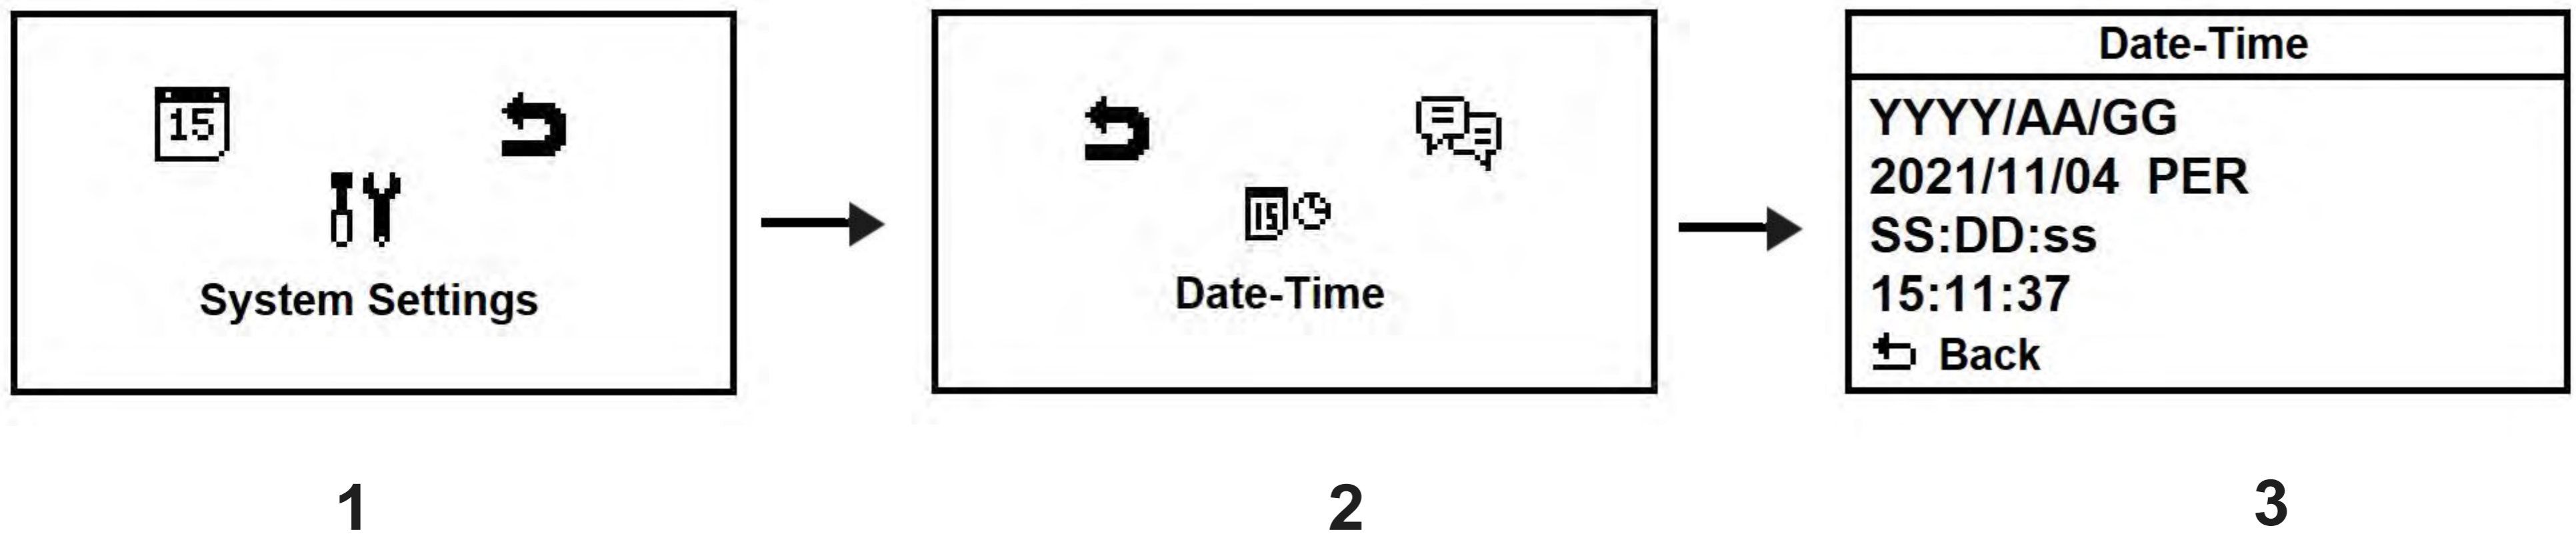 15
System Settings
15
Date-Time
Date-Time
YYYY/AA/GG
2021/11/04 PER
SS:DD:ss
15:11:37
Back
1
2
3